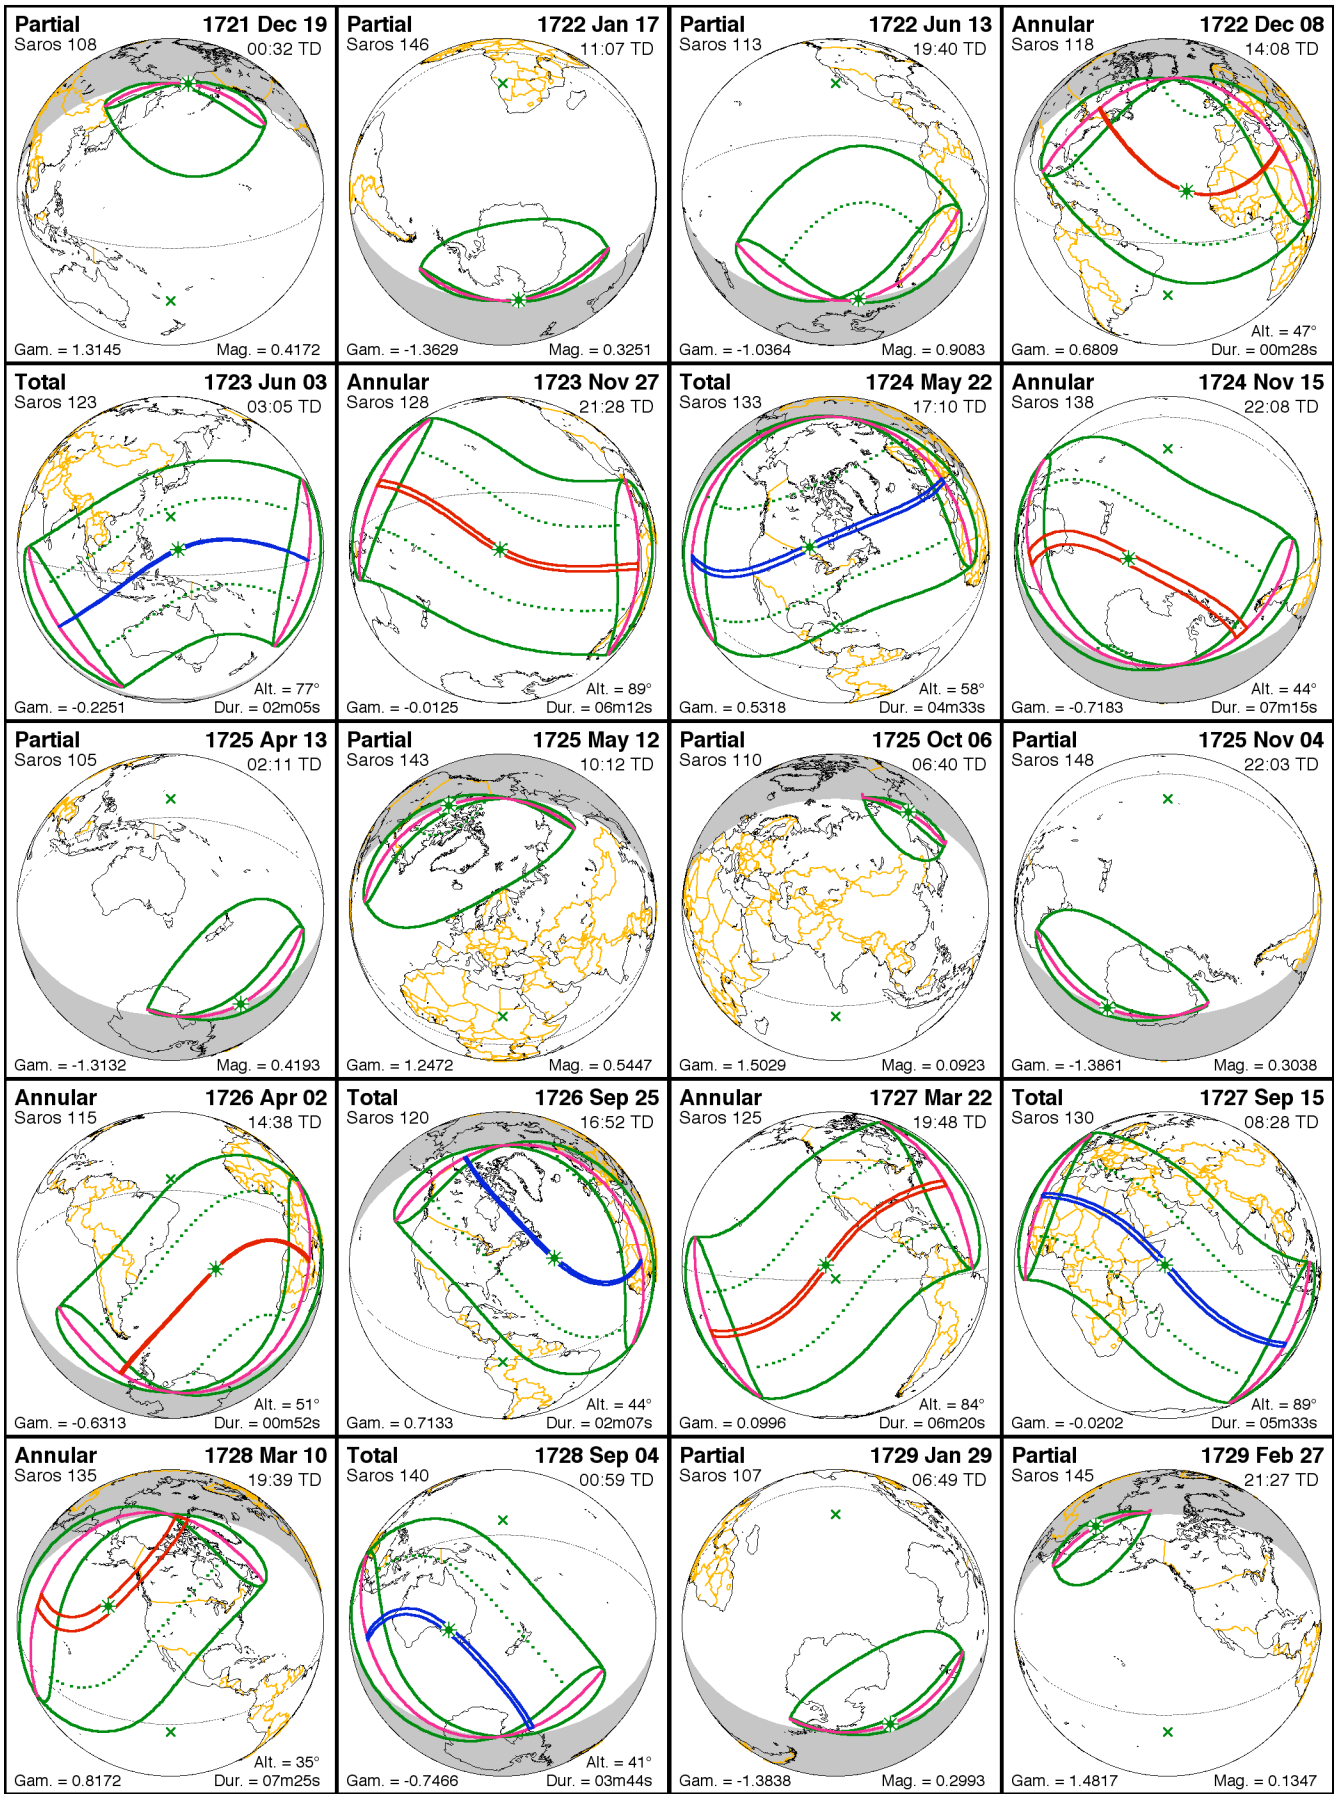 Partial 1721 Dec 19
Saros 108 00:32 TD
Gam. = 1.3145 Mag. = 0.4172
Partial 1722 Jan 17
Saros 146 11:07 TD
Gam. = -1.3629 Mag. = 0.3251
Partial 1722 Jun 13
Saros 113 19:40 TD
Gam. = -1.0364 Mag. = 0.9083
Annular 1722 Dec 08
Saros 118 14:08 TD
Alt. = 47°
Gam. = 0.6809 Dur. = 00m28s
Total 1723 Jun 03
Saros 123 03:05 TD
Alt. = 77°
Gam. = -0.2251 Dur. = 02m05s
Annular 1723 Nov 27
Saros 128 21:28 TD
Alt. = 89°
Gam. = -0.0125 Dur. = 06m12s
Total 1724 May 22
Saros 133 17:10 TD
Alt. = 58°
Gam. = 0.5318 Dur. = 04m33s
Annular 1724 Nov 15
Saros 138 22:08 TD
Alt. = 44°
Gam. = -0.7183 Dur. = 07m15s
Partial 1725 Apr 13
Saros 105 02:11 TD
Gam. = -1.3132 Mag. = 0.4193
Partial 1725 May 12
Saros 143 10:12 TD
Gam. = 1.2472 Mag. = 0.5447
Partial 1725 Oct 06
Saros 110 06:40 TD
Gam. = 1.5029 Mag. = 0.0923
Partial 1725 Nov 04
Saros 148 22:03 TD
Gam. = -1.3861 Mag. = 0.3038
Annular 1726 Apr 02
Saros 115 14:38 TD
Alt. = 51°
Gam. = -0.6313 Dur. = 00m52s
Total 1726 Sep 25
Saros 120 16:52 TD
Alt. = 44°
Gam. = 0.7133 Dur. = 02m07s
Annular 1727 Mar 22
Saros 125 19:48 TD
Alt. = 84°
Gam. = 0.0996 Dur. = 06m20s
Total 1727 Sep 15
Saros 130 08:28 TD
Alt. = 89°
Gam. = -0.0202 Dur. = 05m33s
Annular 1728 Mar 10
Saros 135 19:39 TD
Alt. = 35°
Gam. = 0.8172 Dur. = 07m25s
Total 1728 Sep 04
Saros 140 00:59 TD
Alt. = 41°
Gam. = -0.7466 Dur. = 03m44s
Partial 1729 Jan 29
Saros 107 06:49 TD
Gam. = -1.3838 Mag. = 0.2993
Partial 1729 Feb 27
Saros 145 21:27 TD
Gam. = 1.4817 Mag. = 0.1347